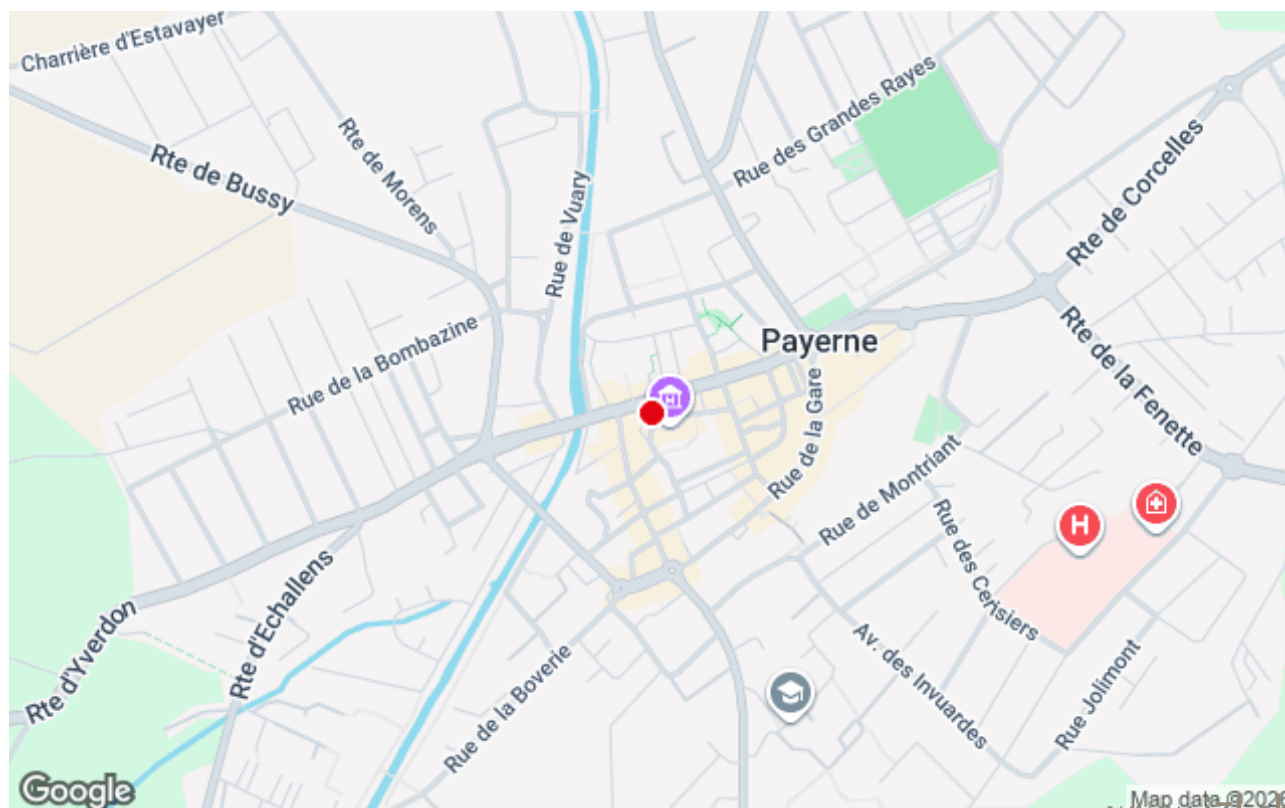 Charrière d'Estavayer
Rte de Morens
Rte de Bussy
Rue de Vuary
Rue des Grandes Rayes
Rte de Corcelles
Rue de la Bombazine
Payerne
Rte de la Fenette
Rue de la Gare
Rue de Montriant
H
Rue des Cerisiers
Rte d'Echallens
Rte d'Yverdon
Av. des Invuardes
Rue de la Boverie
Rue Jolimont
Google
Map data ©2026